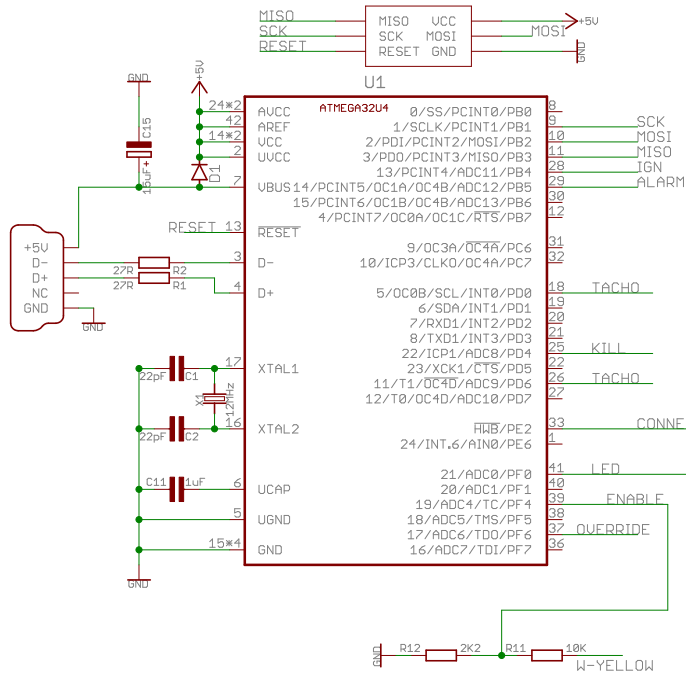 MISO MISO VCC +5V
SCK SCK MOSI MOSI
RESET RESET GND GND
U1
ATMEGA32U4
GND
+5V
C15
15uF+
D1
24*2 AVCC 0/SS/PCINT0/PB0 8
42 AREF 1/SCLK/PCINT1/PB1 9 SCK
14*2 VCC 2/PDI/PCINT2/MOSI/PB2 10 MOSI
2 UVCC 3/PDO/PCINT3/MISO/PB3 11 MISO
13/PCINT4/ADC11/PB4 28 IGN
7 VBUS 14/PCINT5/OC1A/OC4B/ADC12/PB5 29 ALARM
15/PCINT6/OC1B/OC4B/ADC13/PB6 30
4/PCINT7/OC0A/OC1C/RTS/PB7 12
RESET 13 RESET
+5V 9/OC3A/OC4A/PC6 31
D- 27R R2 3 D- 10/ICP3/CLKO/OC4A/PC7 32
D+ 27R R1 4 D+ 5/OC0B/SCL/INT0/PD0 18 TACHO
NC 6/SDA/INT1/PD1 19
GND 7/RXD1/INT2/PD2 20
GND 8/TXD1/INT3/PD3 21
22/ICP1/ADC8/PD4 25 KILL
17 XTAL1 23/XCK1/CTS/PD5 22
22pF C1 11/T1/OC4D/ADC9/PD6 26 TACHO
X1 12MHz 12/T0/OC4D/ADC10/PD7 27
16 XTAL2 HWB/PE2 33 CONNE
22pF C2 24/INT.6/AIN0/PE6 1
21/ADC0/PF0 41 LED
C11 1uF 6 UCAP 20/ADC1/PF1 40
19/ADC4/TC/PF4 39 ENABLE
5 UGND 18/ADC5/TMS/PF5 38
17/ADC6/TDO/PF6 37 OVERRIDE
15*4 GND 16/ADC7/TDI/PF7 36
GND
GND R12 2K2 R11 10K
W-YELLOW